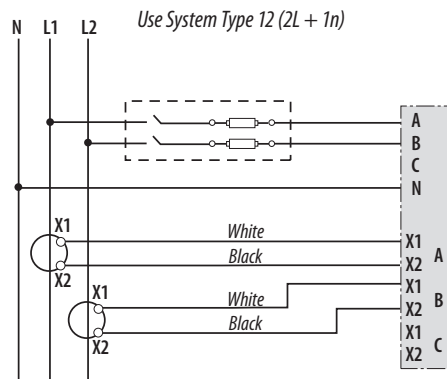 Use System Type 12 (2L + 1n)
N L1 L2
A
B
C
N
X1 White X1
A
X2 Black X2
X1 White X1
B
X2 Black X2
X1
C
X2